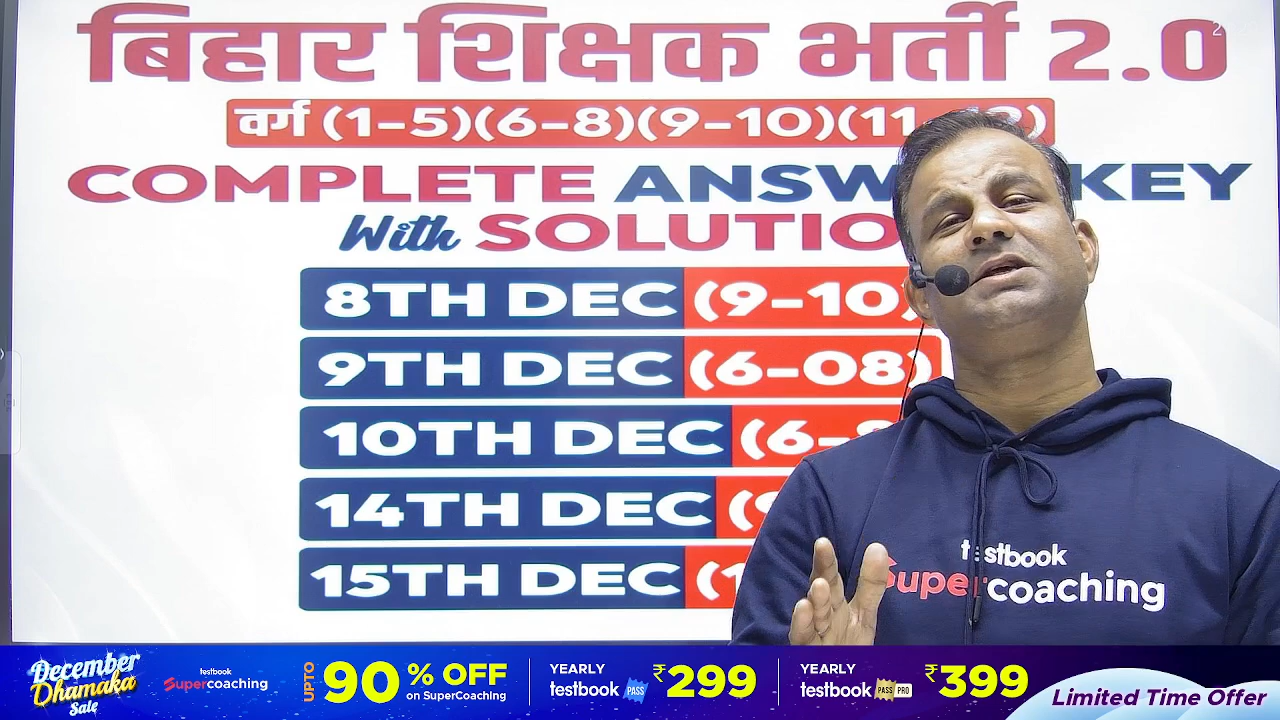 बिहार शिक्षक भर्ती 2.0
वर्ग (1-5)(6-8)(9-10)(11
COMPLETE KEY
With
8TH DEC (9-10)
9TH DEC (6-08)
10TH DEC (6-
14TH DEC
15TH DEC
testbook
Supercoaching
December
Dhamaka
Sale
testbook
Supercoaching
UPTO 90 % OFF
on SuperCoaching
YEARLY
testbook PASS
₹299
YEARLY
testbook PASS PRO
₹399
Limited Time Offer